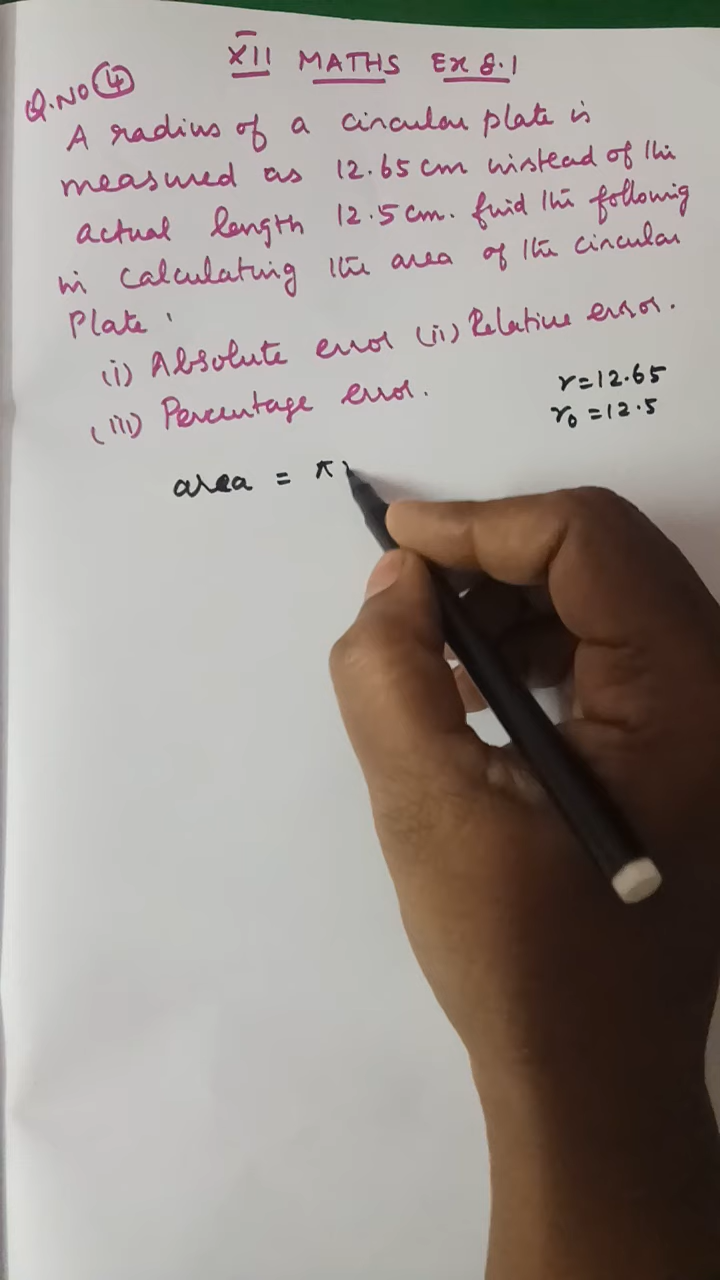 XII MATHS Ex 8.1
Q.NO 4
A radius of a circular plate is
measured as 12.65 cm instead of the
actual length 12.5 cm. find the following
in calculating the area of the circular
Plate:
(i) Absolute error (ii) Relative error.
(iii) Percentage error.
r=12.65
r₀=12.5
area = π